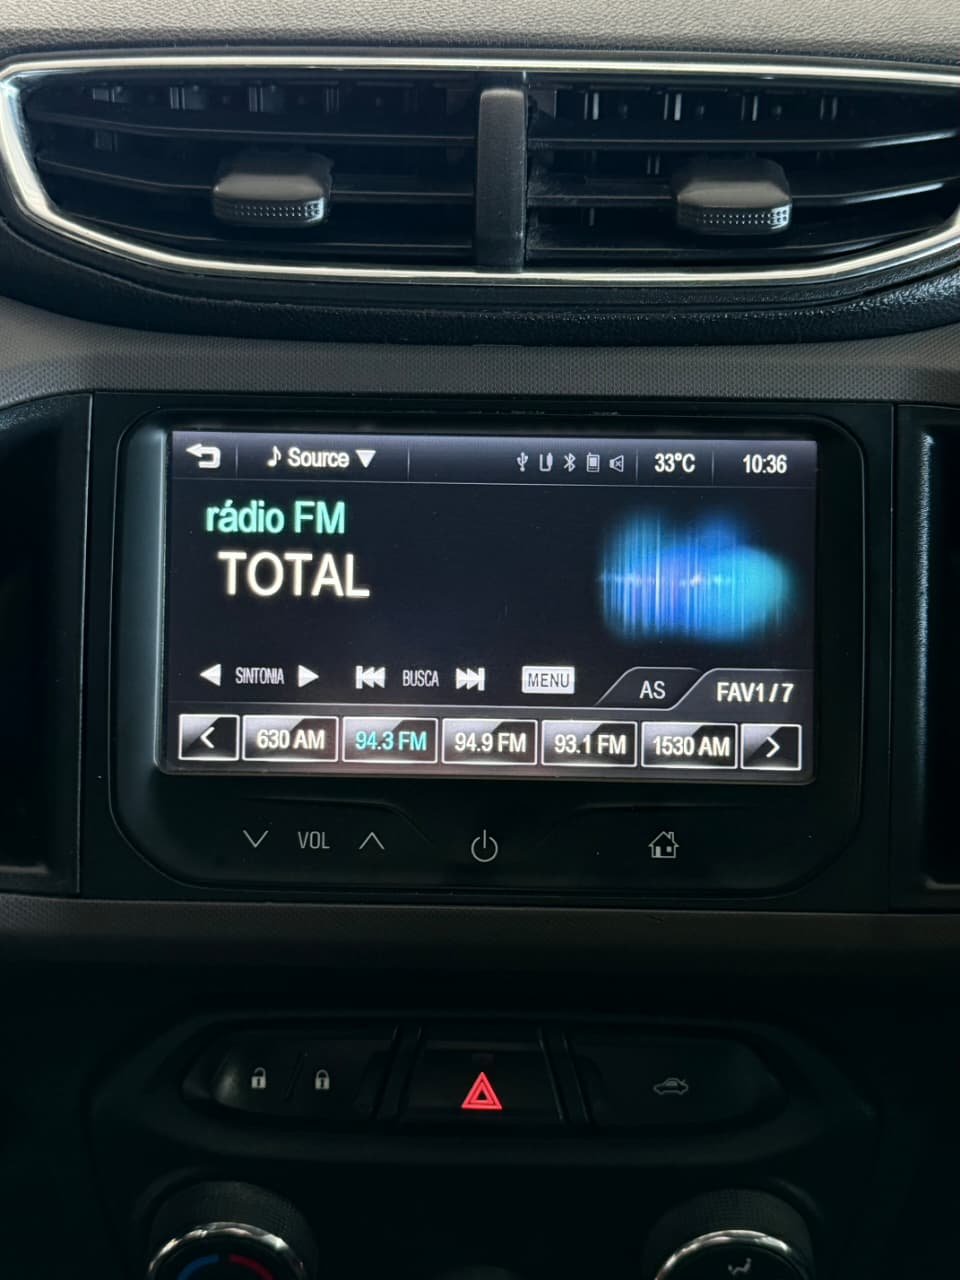 Source 33°C 10:36
rádio FM
TOTAL
SINTONIA BUSCA MENU AS FAV1 / 7
630 AM 94.3 FM 94.9 FM 93.1 FM 1530 AM
VOL